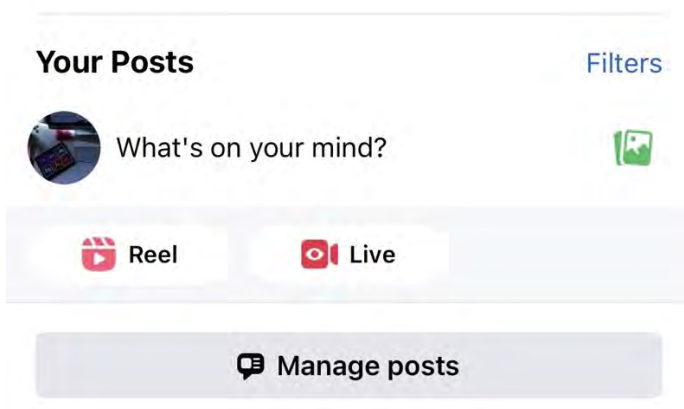 Your Posts
Filters
What's on your mind?
Reel
Live
Manage posts